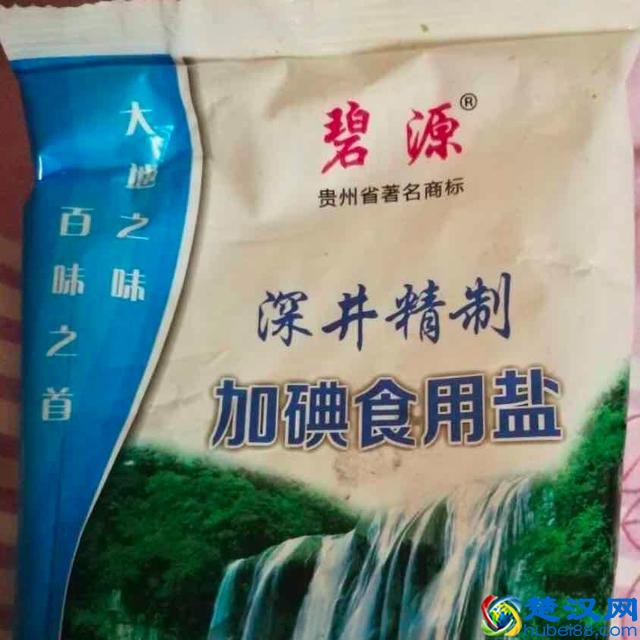 碧源®
贵州省著名商标
大地之味
百味之首
深井精制
加碘食用盐
楚汉网
hubei88.com